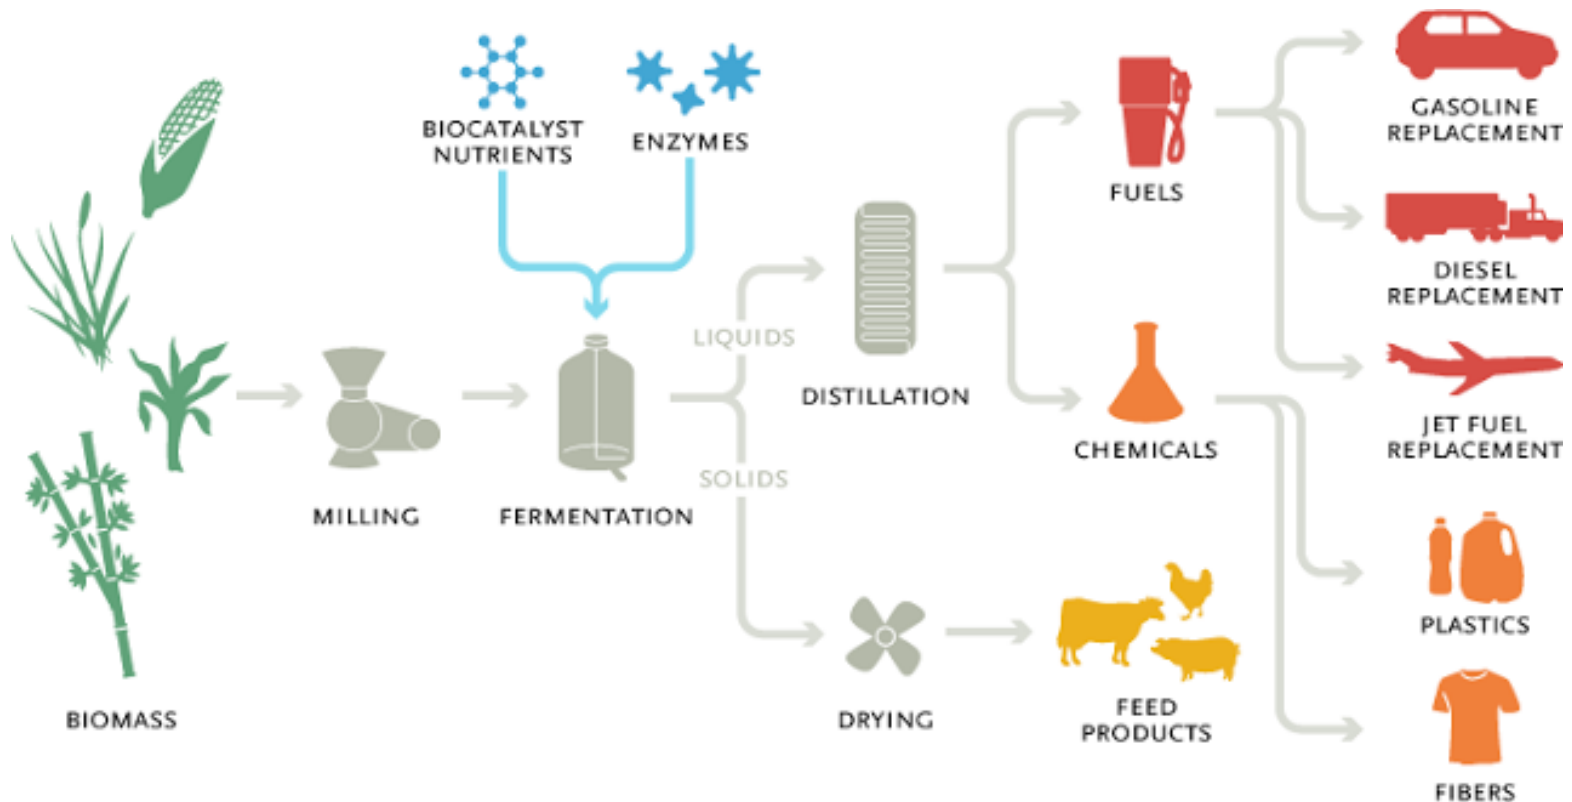 BIOCATALYST
NUTRIENTS
ENZYMES
BIOMASS
MILLING
FERMENTATION
LIQUIDS
SOLIDS
DISTILLATION
DRYING
FUELS
CHEMICALS
FEED
PRODUCTS
GASOLINE
REPLACEMENT
DIESEL
REPLACEMENT
JET FUEL
REPLACEMENT
PLASTICS
FIBERS